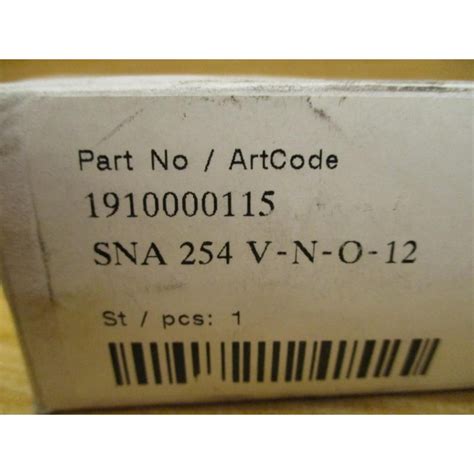 Part No / ArtCode
1910000115
SNA 254 V-N-O-12
St / pcs: 1